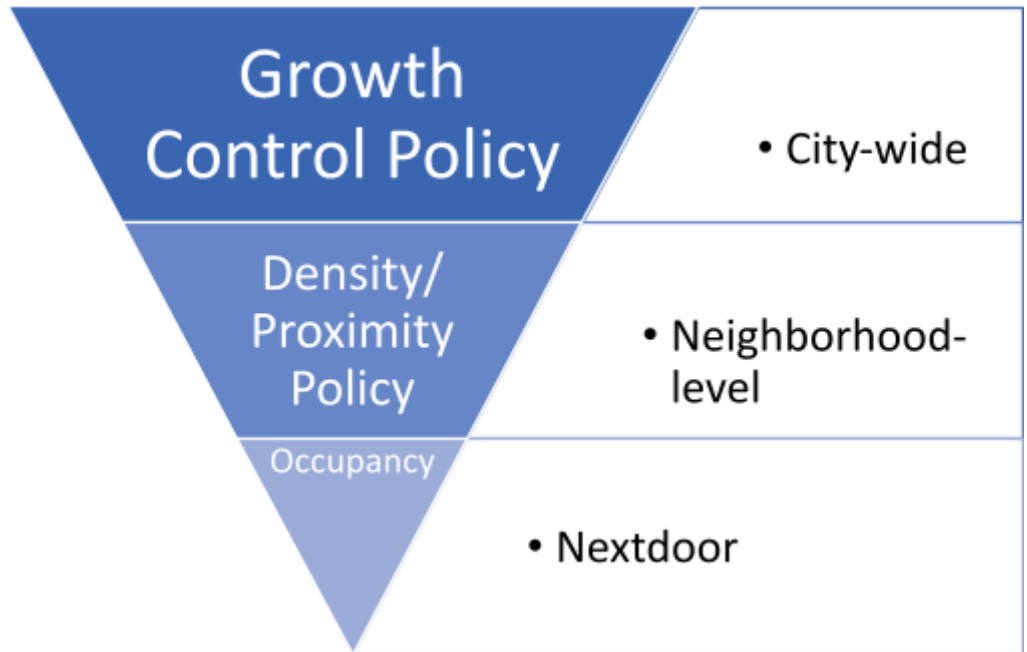 Growth
Control Policy
• City-wide
Density/
Proximity
Policy
• Neighborhood-
level
Occupancy
• Nextdoor